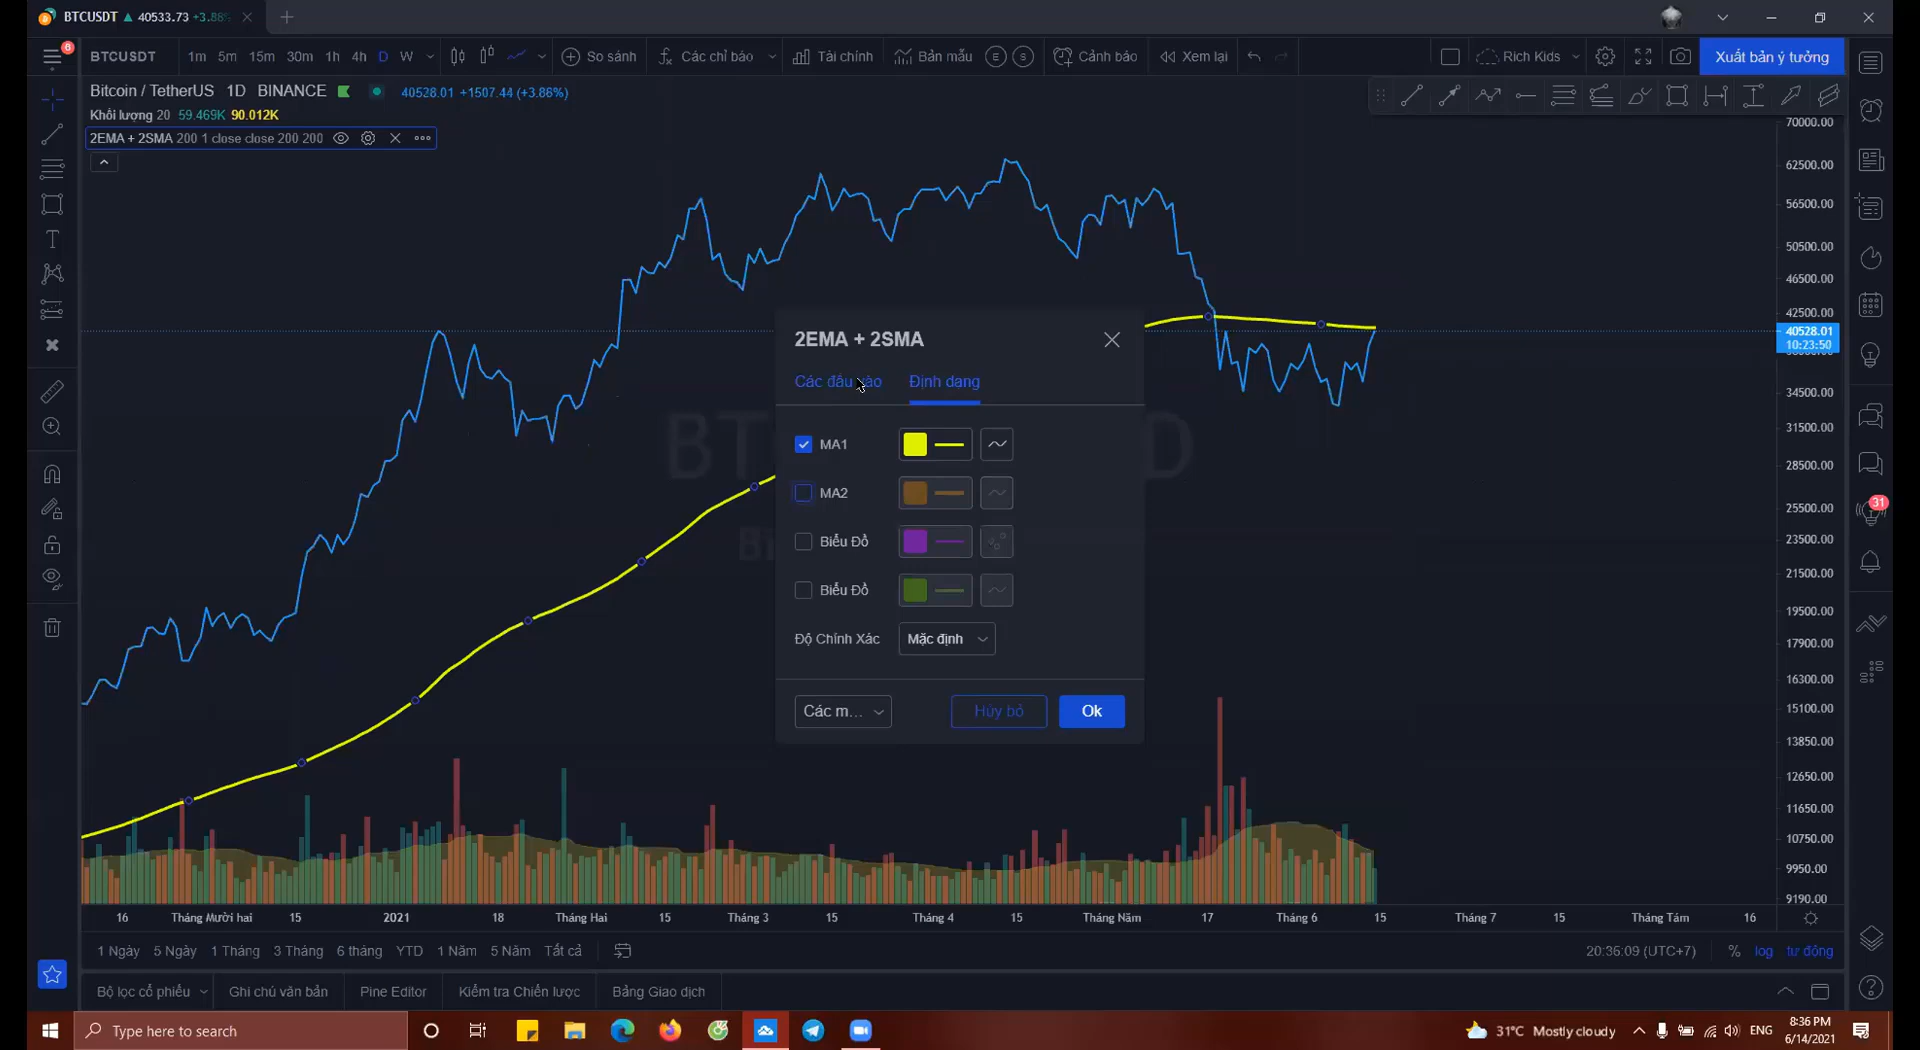 BTCUSDT ▲ 40533.73 +3.88%
6
BTCUSDT 1m 5m 15m 30m 1h 4h D W So sánh Các chỉ báo Tài chính Bản mẫu E S Cảnh báo Xem lại Rich Kids Xuất bản ý tưởng
Bitcoin / TetherUS 1D BINANCE 40528.01 +1507.44 (+3.86%)
Khối lượng 20 59.469K 90.012K
2EMA + 2SMA 200 1 close close 200 200
70000.00
62500.00
56500.00
50500.00
46500.00
42500.00
40528.01
10:23:50
34500.00
31500.00
28500.00
25500.00
23500.00
21500.00
19500.00
17900.00
16300.00
15100.00
13850.00
12650.00
11650.00
10750.00
9950.00
9190.00
31
2EMA + 2SMA
Các đầu vào Định dạng
MA1
MA2
Biểu Đồ
Biểu Đồ
Độ Chính Xác Mặc định
Các m... Hủy bỏ Ok
16 Tháng Mười hai 15 2021 18 Tháng Hai 15 Tháng 3 15 Tháng 4 15 Tháng Năm 17 Tháng 6 15 Tháng 7 15 Tháng Tám 16
1 Ngày 5 Ngày 1 Tháng 3 Tháng 6 tháng YTD 1 Năm 5 Năm Tất cả 20:36:09 (UTC+7) % log tự động
Bộ lọc cổ phiếu Ghi chú văn bản Pine Editor Kiểm tra Chiến lược Bảng Giao dịch
Type here to search 31°C Mostly cloudy ENG 8:36 PM
6/14/2021